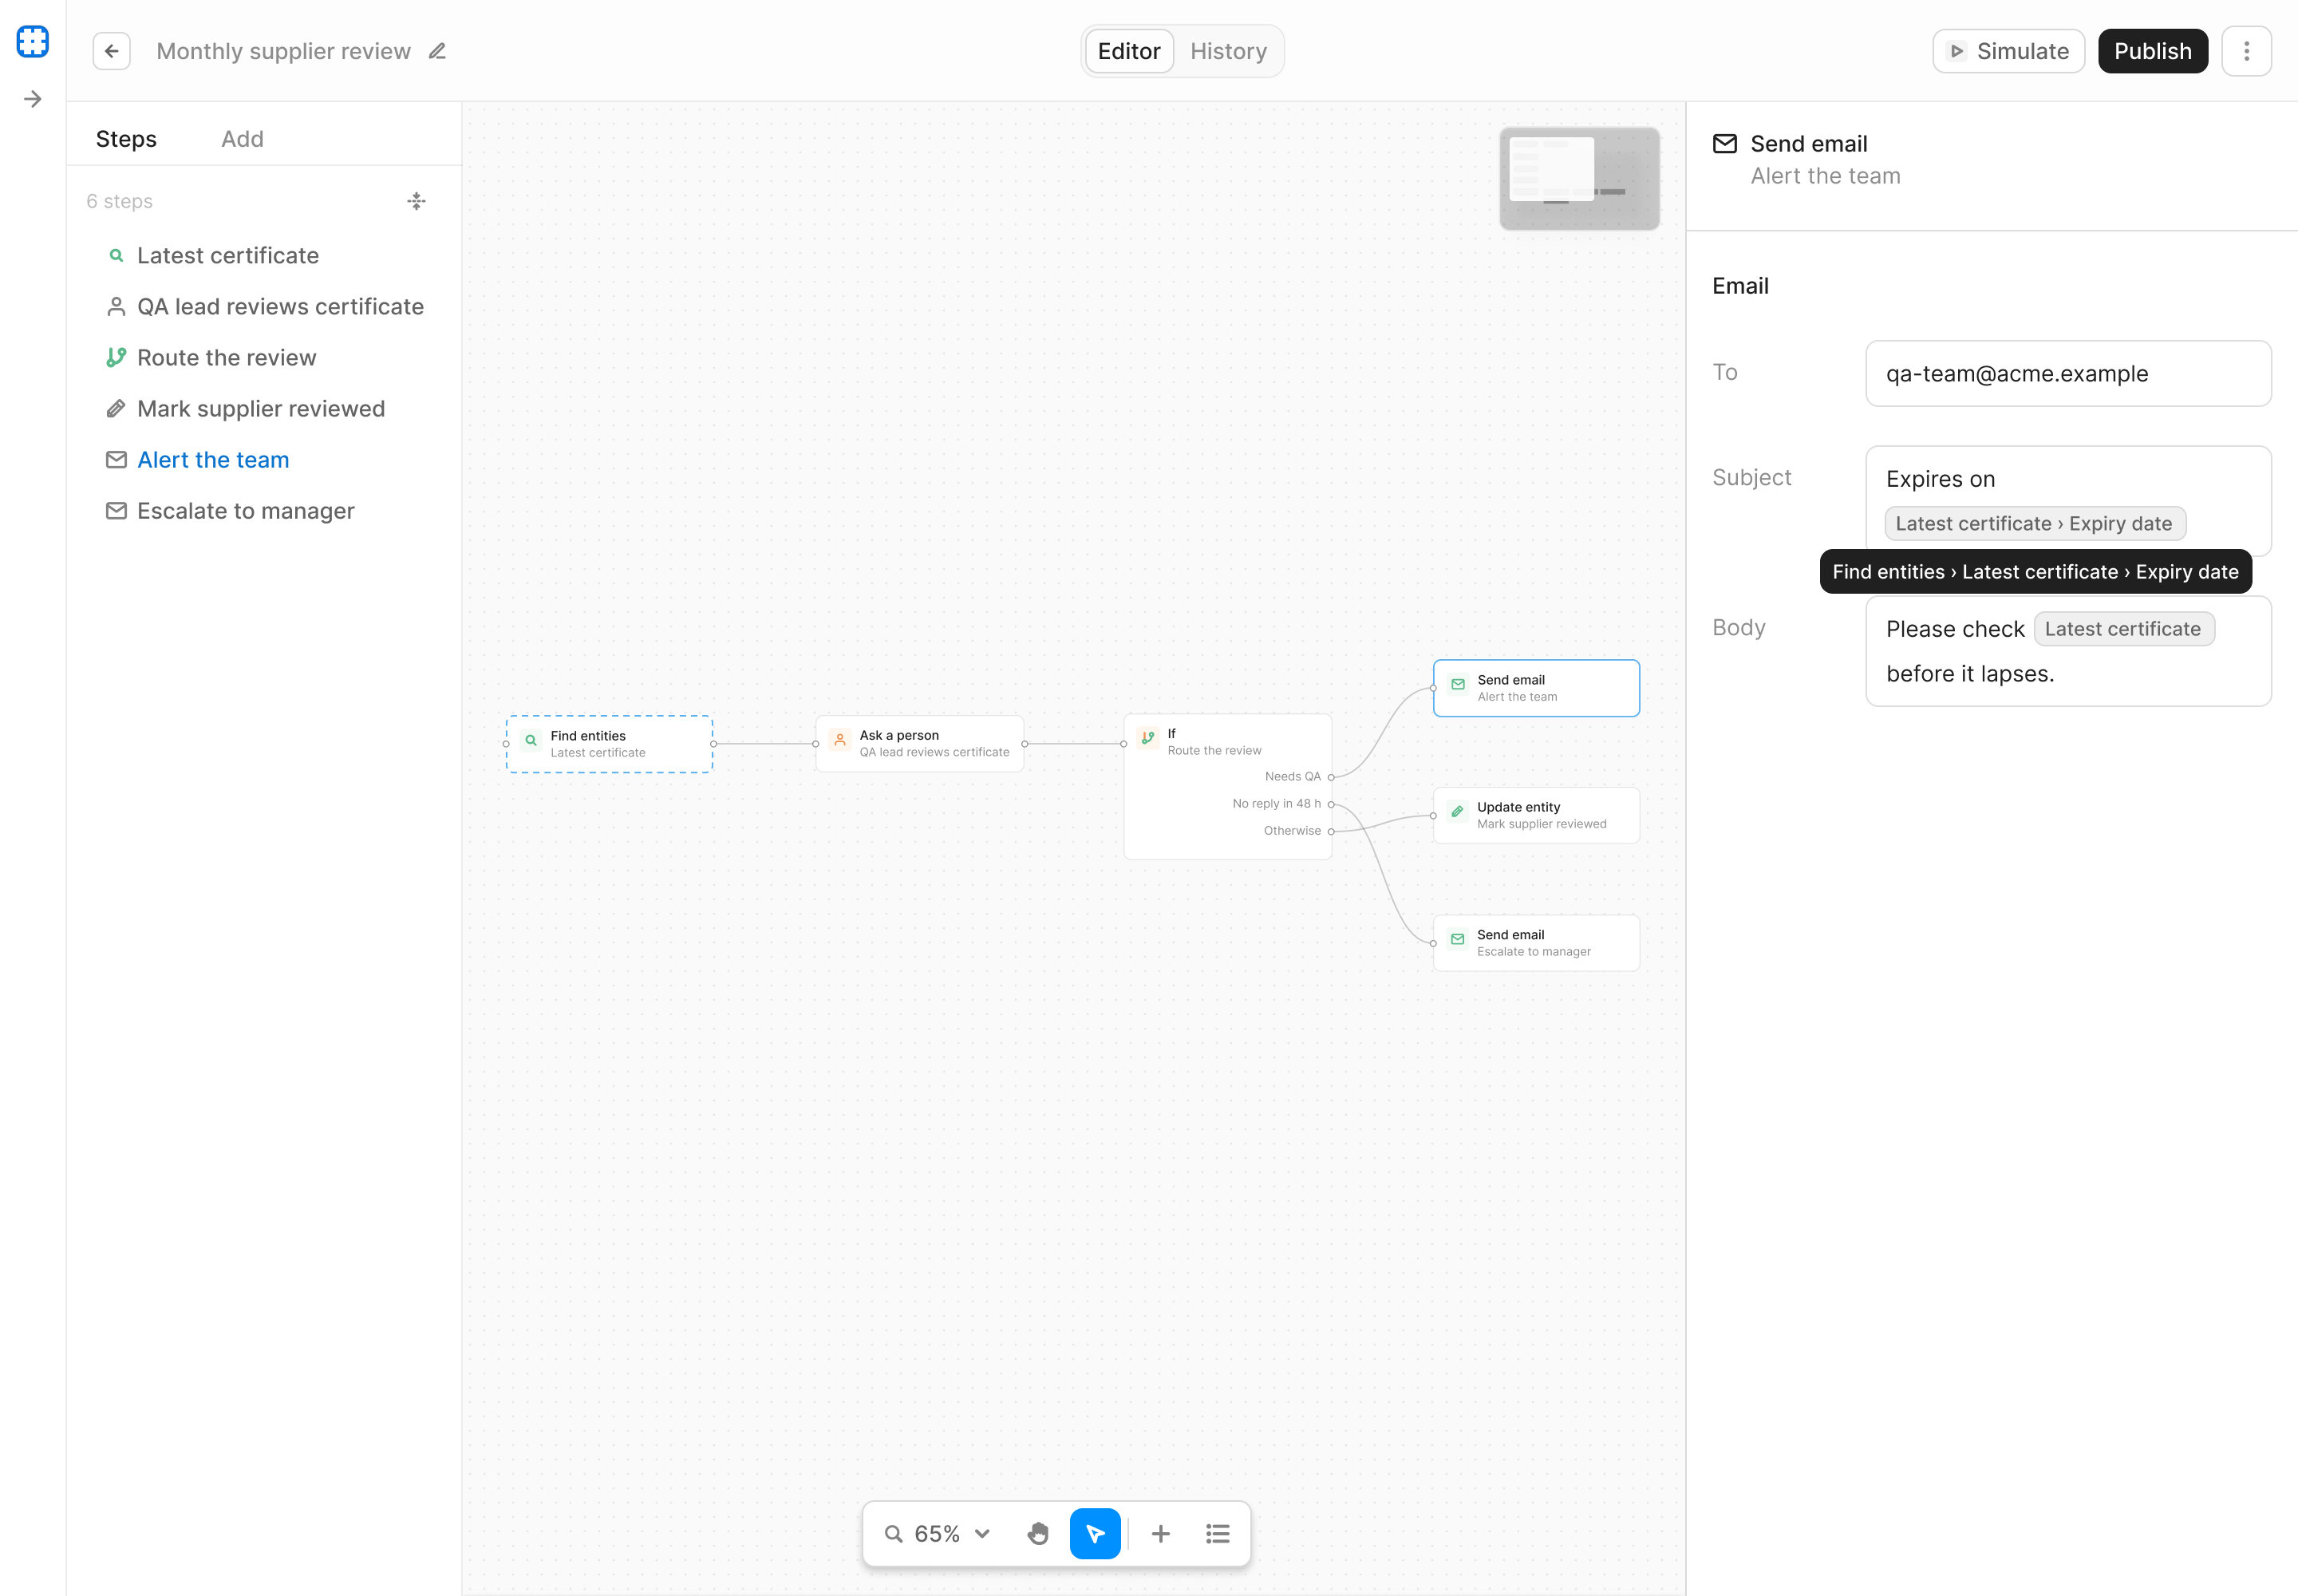 Monthly supplier review
Editor
History
Simulate
Publish
Steps
Add
6 steps
Latest certificate
QA lead reviews certificate
Route the review
Mark supplier reviewed
Alert the team
Escalate to manager
Find entities
Latest certificate
Ask a person
QA lead reviews certificate
If
Route the review
Needs QA
No reply in 48 h
Otherwise
Send email
Alert the team
Update entity
Mark supplier reviewed
Send email
Escalate to manager
65%
Send email
Alert the team
Email
To
qa-team@acme.example
Subject
Expires on
Latest certificate › Expiry date
Find entities › Latest certificate › Expiry date
Body
Please check Latest certificate
before it lapses.